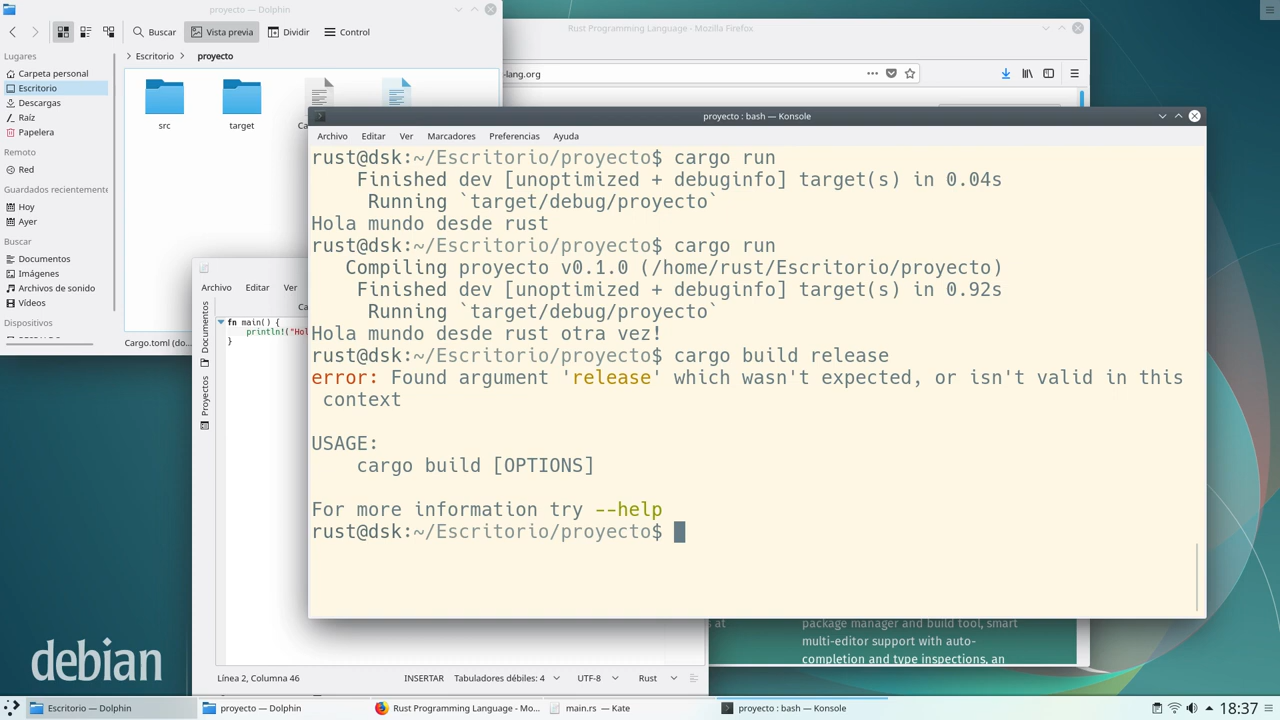 proyecto — Dolphin
Buscar
Vista previa
Dividir
Control
Lugares
Carpeta personal
Escritorio
Descargas
Raíz
Papelera
Remoto
Red
Guardados recientemente
Hoy
Ayer
Buscar
Documentos
Imágenes
Archivos de sonido
Vídeos
Dispositivos
Escritorio > proyecto
src
target
Cargo.toml (do...
Rust Programming Language - Mozilla Firefox
-lang.org
proyecto : bash — Konsole
Archivo Editar Ver Marcadores Preferencias Ayuda
rust@dsk:~/Escritorio/proyecto$ cargo run
Finished dev [unoptimized + debuginfo] target(s) in 0.04s
Running `target/debug/proyecto`
Hola mundo desde rust
rust@dsk:~/Escritorio/proyecto$ cargo run
Compiling proyecto v0.1.0 (/home/rust/Escritorio/proyecto)
Finished dev [unoptimized + debuginfo] target(s) in 0.92s
Running `target/debug/proyecto`
Hola mundo desde rust otra vez!
rust@dsk:~/Escritorio/proyecto$ cargo build release
error: Found argument 'release' which wasn't expected, or isn't valid in this
context
USAGE:
cargo build [OPTIONS]
For more information try --help
rust@dsk:~/Escritorio/proyecto$
Archivo Editar Ver
Documentos
Proyectos
fn main() {
println!("Hol
}
Línea 2, Columna 46
INSERTAR
Tabuladores débiles: 4
UTF-8
Rust
s at
package manager and build tool, smart
multi-editor support with auto-
completion and type inspections, an
debian
Escritorio — Dolphin
proyecto — Dolphin
Rust Programming Language - Mo...
main.rs — Kate
proyecto : bash — Konsole
18:37